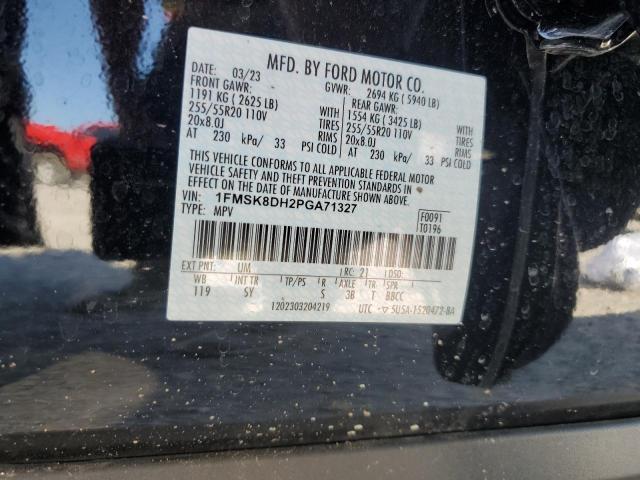 MFD. BY FORD MOTOR CO.
DATE: 03/23 GVWR: 2694 KG ( 5940 LB)
FRONT GAWR: REAR GAWR:
1191 KG ( 2625 LB) WITH 1554 KG ( 3425 LB) WITH
255/55R20 110V TIRES 255/55R20 110V TIRES
20x8.0J RIMS 20x8.0J RIMS
AT 230 kPa/ 33 PSI COLD AT 230 kPa/ 33 PSI COLD
THIS VEHICLE CONFORMS TO ALL APPLICABLE FEDERAL MOTOR
VEHICLE SAFETY AND THEFT PREVENTION STANDARDS IN
EFFECT ON THE DATE OF MANUFACTURE SHOWN ABOVE.
VIN: 1FMSK8DH2PGA71327 F0091
TYPE: MPV T0196
EXT PNT: UM RC: 21 DSO:
WB INT TR TP/PS R AXLE TR SPR
119 SY S 3B T BBCC
1202303204219 UTC ▽ 5U5A-1520472-BA